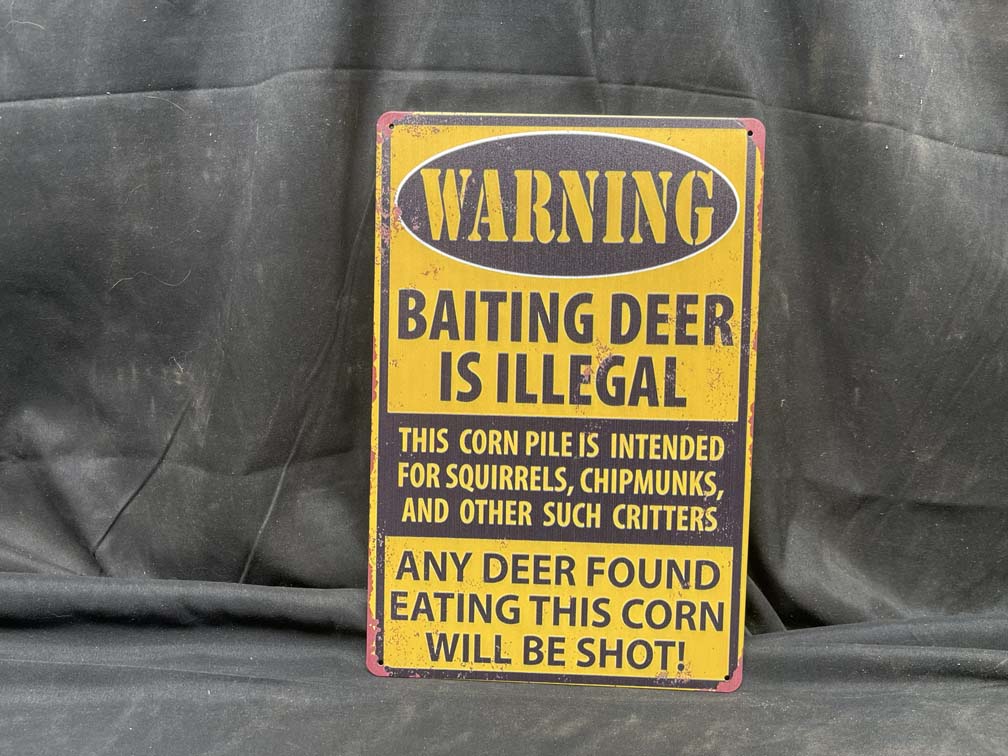 WARNING
BAITING DEER
IS ILLEGAL
THIS CORN PILE IS INTENDED
FOR SQUIRRELS, CHIPMUNKS,
AND OTHER SUCH CRITTERS
ANY DEER FOUND
EATING THIS CORN
WILL BE SHOT!